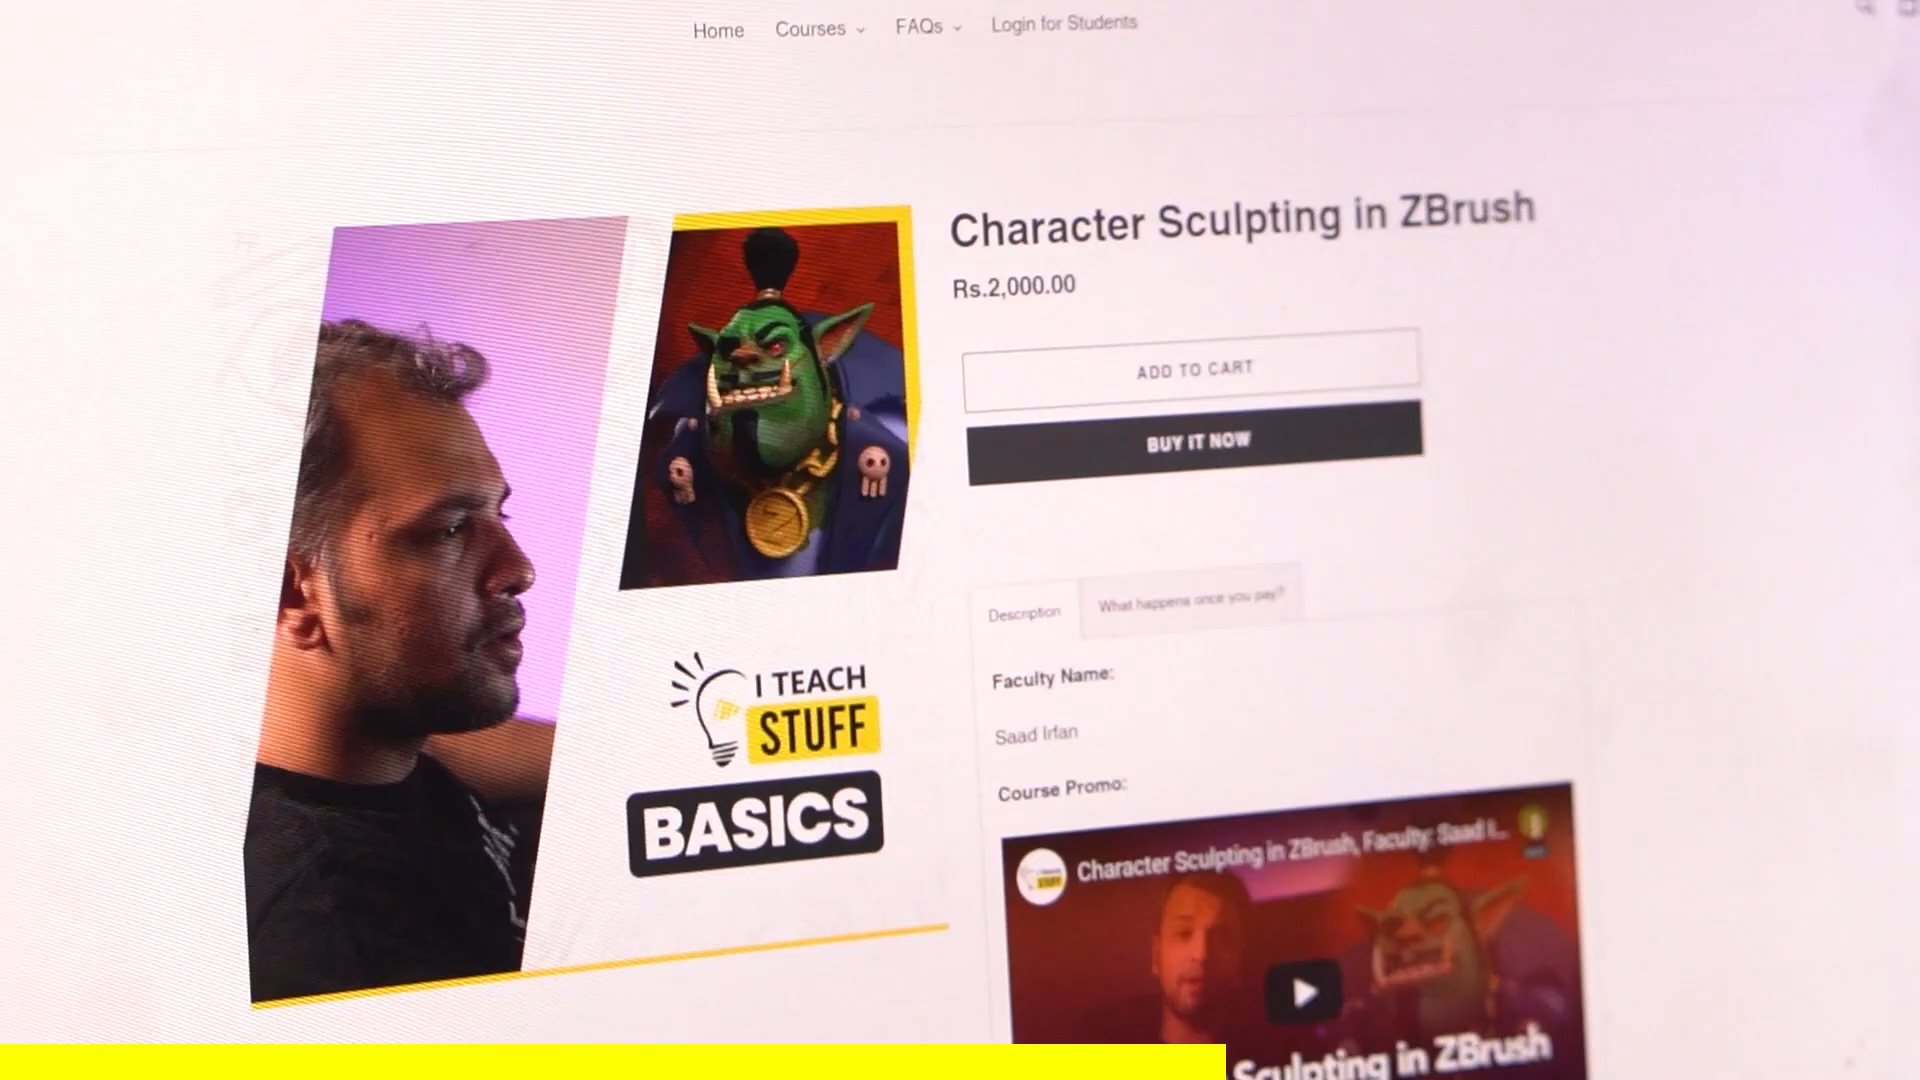 Home Courses FAQs Login for Students
Character Sculpting in ZBrush
Rs.2,000.00
ADD TO CART
BUY IT NOW
I TEACH
STUFF
BASICS
Description What happens once you pay?
Faculty Name:
Saad Irfan
Course Promo:
STUFF
Character Sculpting in ZBrush, Faculty: Saad I...
Sculpting in ZBrush